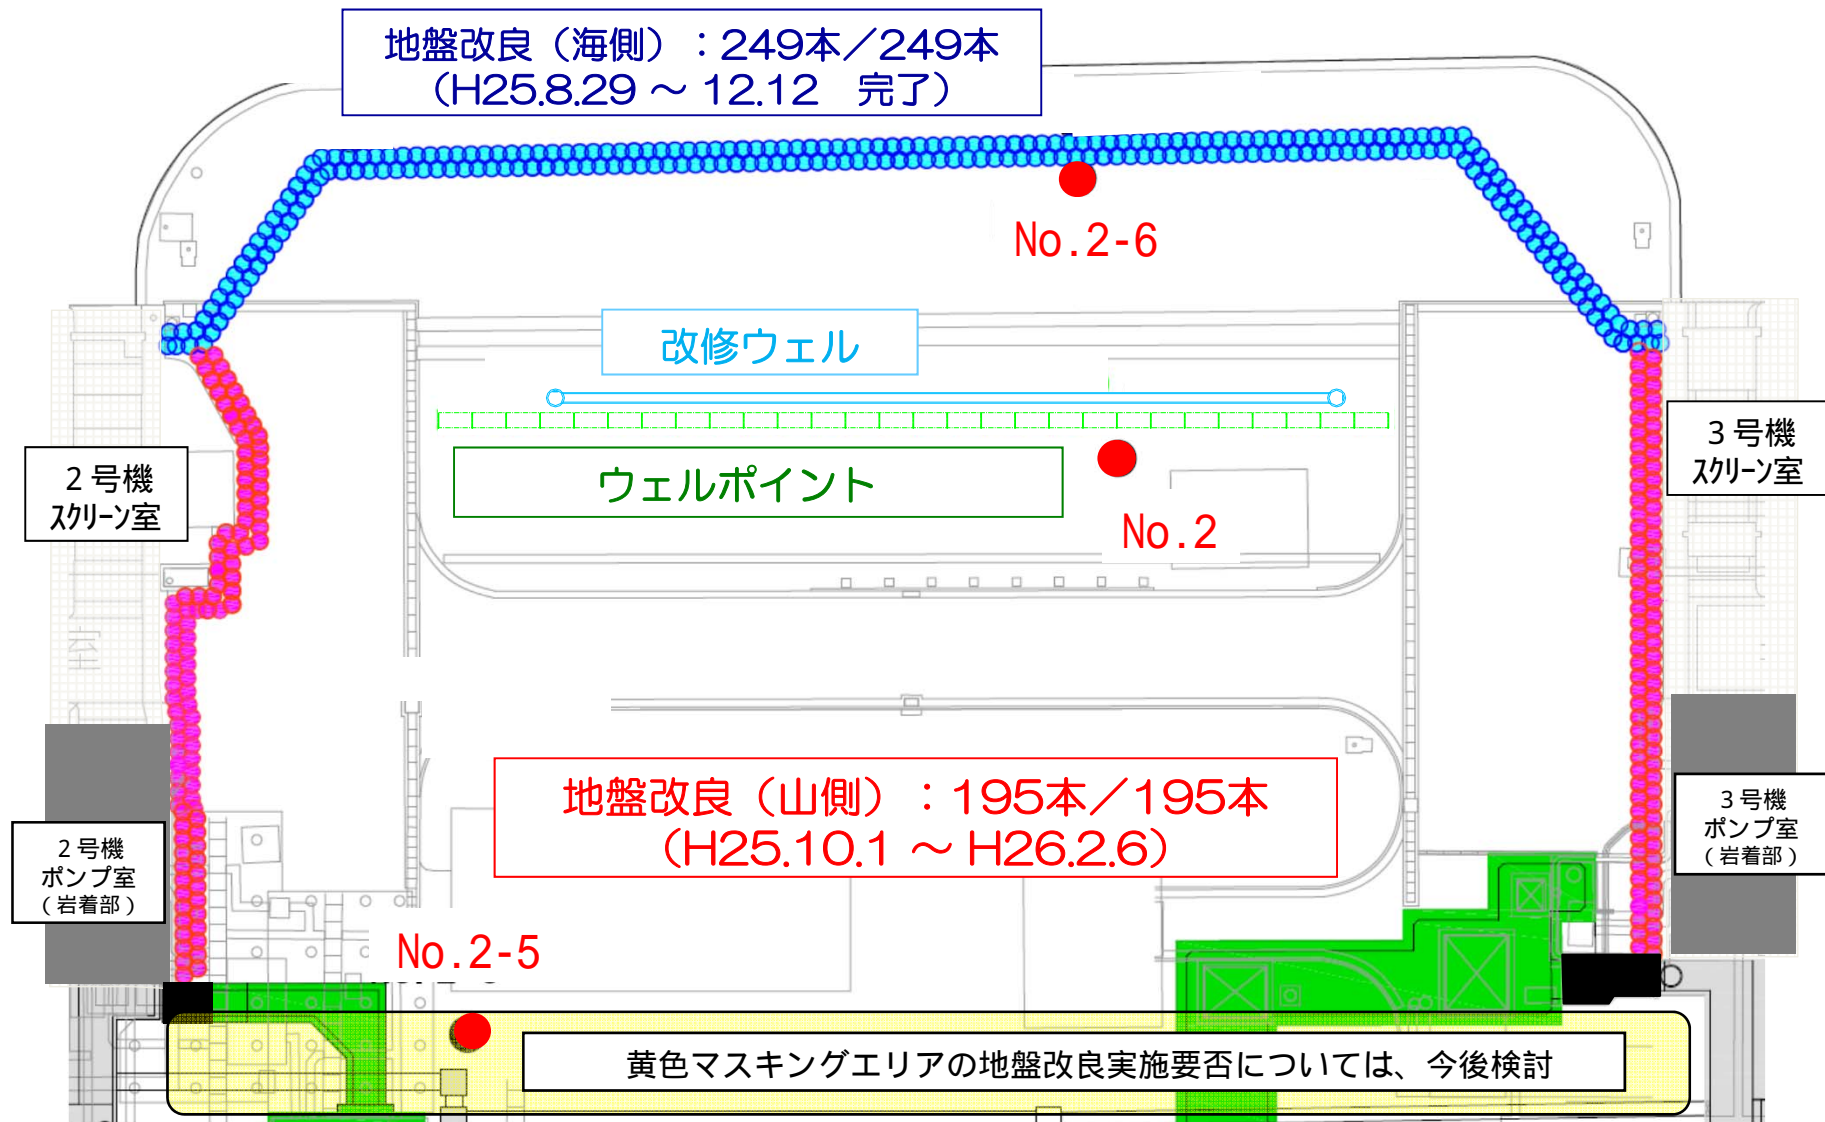 地盤改良（海側）：249本／249本
（H25.8.29 ～ 12.12　完了）
No.2-6
改修ウェル
ウェルポイント
No.2
２号機
ｽｸﾘｰﾝ室
３号機
ｽｸﾘｰﾝ室
地盤改良（山側）：195本／195本
（H25.10.1 ～ H26.2.6）
２号機
ポンプ室
（岩着部）
３号機
ポンプ室
（岩着部）
No.2-5
黄色マスキングエリアの地盤改良実施要否については、今後検討